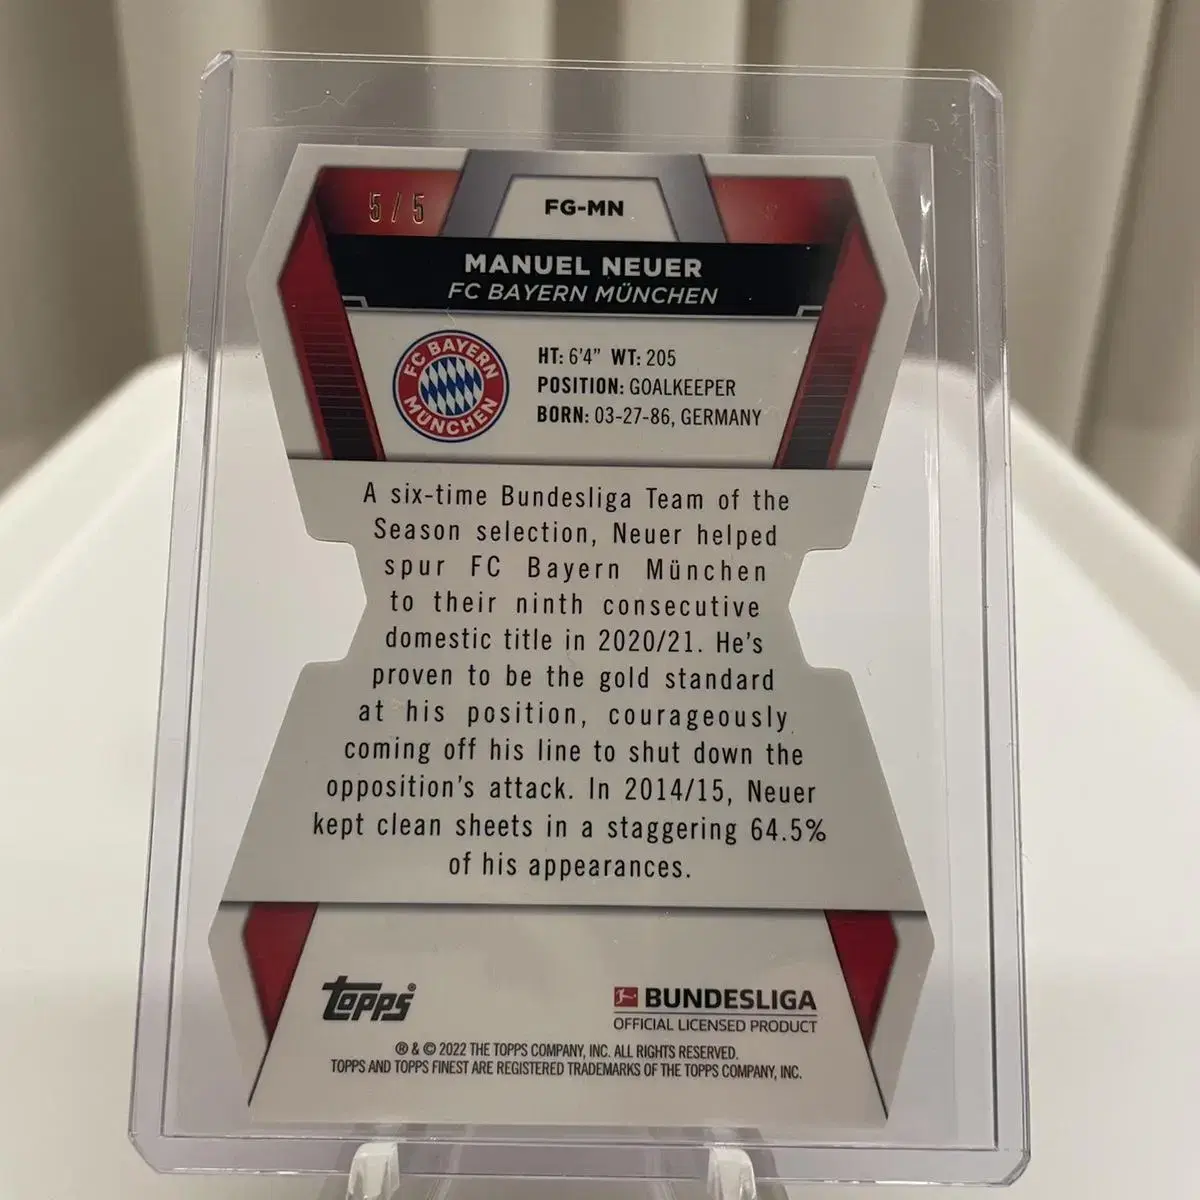 5/5
FG-MN
MANUEL NEUER
FC BAYERN MÜNCHEN
FC BAYERN
MÜNCHEN
HT: 6'4" WT: 205
POSITION: GOALKEEPER
BORN: 03-27-86, GERMANY
A six-time Bundesliga Team of the
Season selection, Neuer helped
spur FC Bayern München
to their ninth consecutive
domestic title in 2020/21. He's
proven to be the gold standard
at his position, courageously
coming off his line to shut down the
opposition's attack. In 2014/15, Neuer
kept clean sheets in a staggering 64.5%
of his appearances.
Topps®
BUNDESLIGA
OFFICIAL LICENSED PRODUCT
® & © 2022 THE TOPPS COMPANY, INC. ALL RIGHTS RESERVED.
TOPPS AND TOPPS FINEST ARE REGISTERED TRADEMARKS OF THE TOPPS COMPANY, INC.